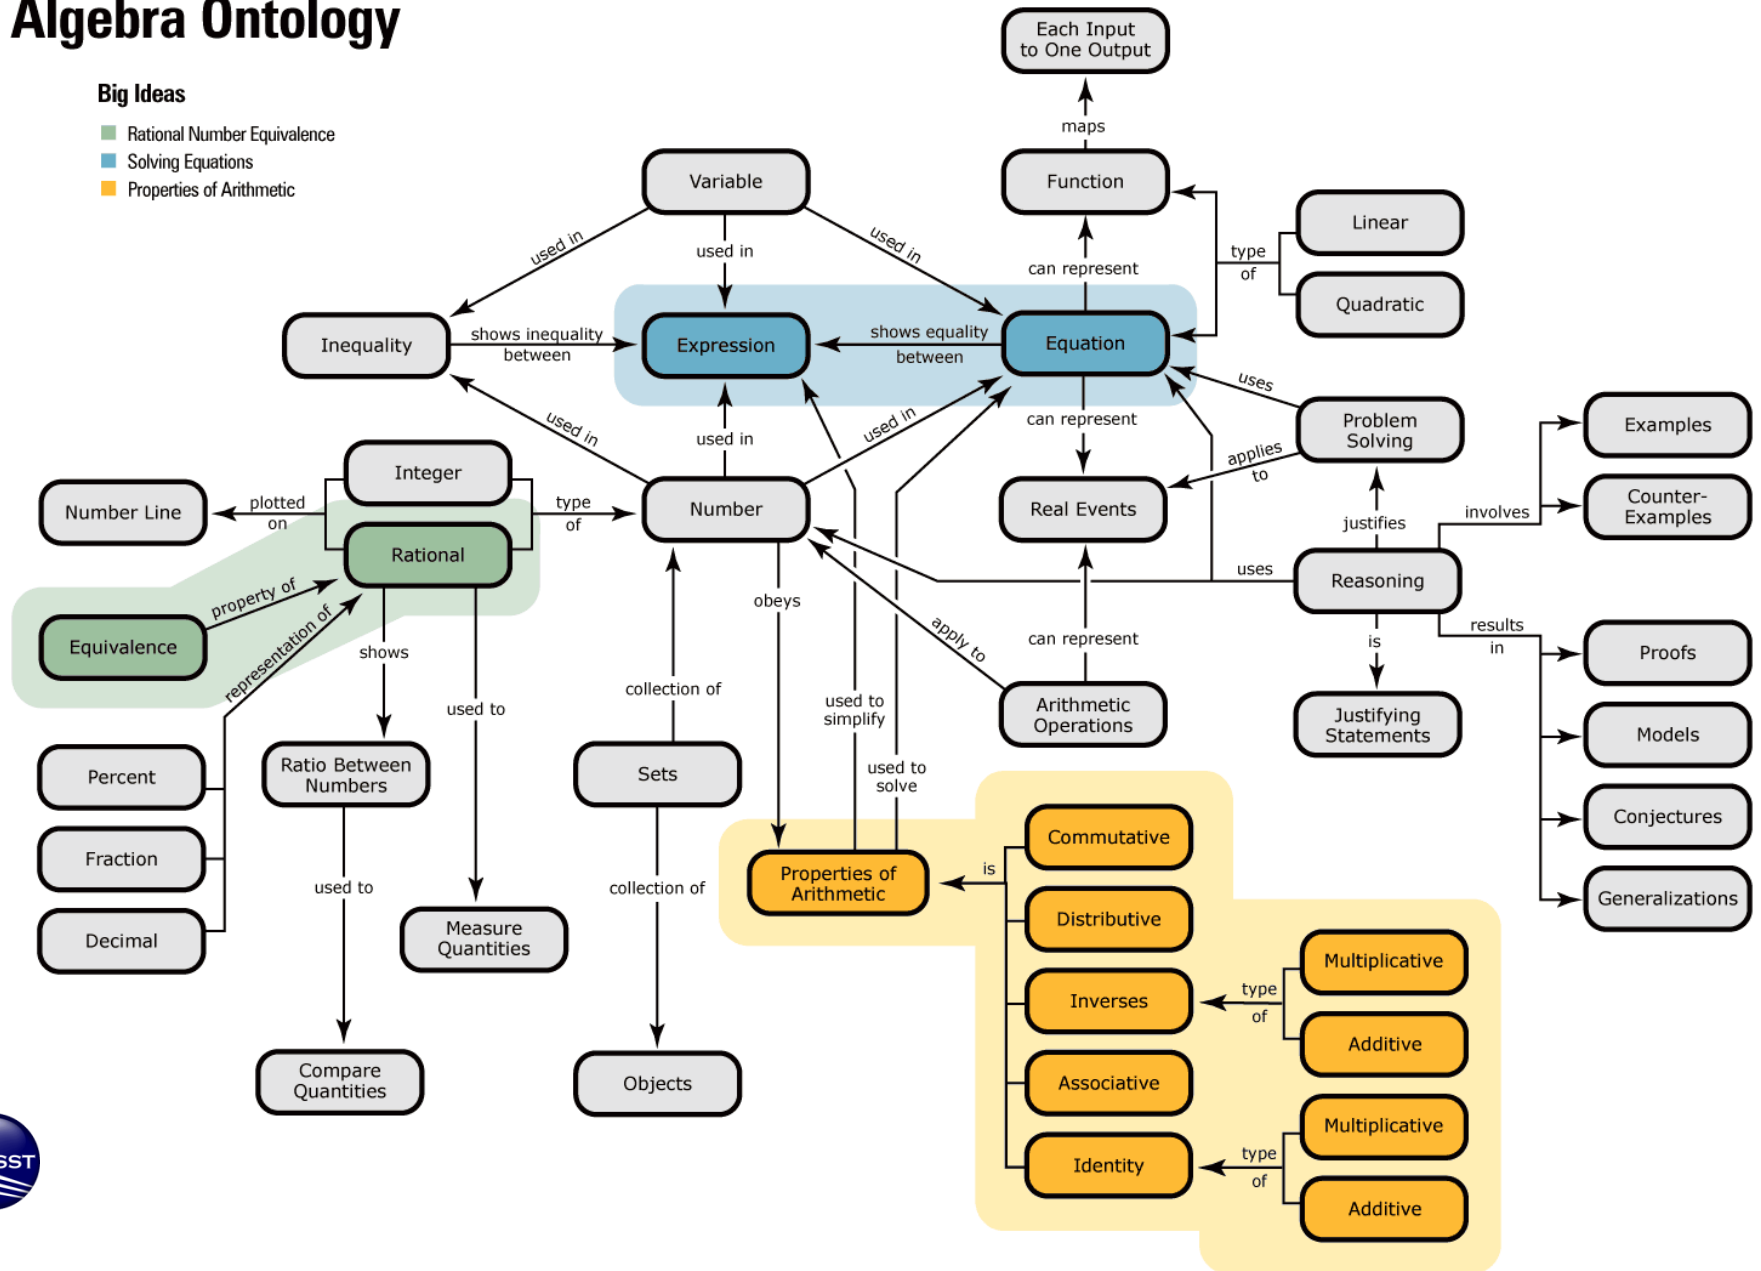 Algebra Ontology
Big Ideas
Rational Number Equivalence
Solving Equations
Properties of Arithmetic
Each Input
to One Output
maps
Variable
Function
Linear
Quadratic
type
of
used in
used in
used in
can represent
Inequality
shows inequality
between
Expression
shows equality
between
Equation
used in
used in
used in
can represent
uses
Problem
Solving
applies
to
Examples
Counter-
Examples
involves
justifies
Number Line
plotted
on
Integer
Rational
type
of
Number
Real Events
Reasoning
uses
Equivalence
property of
representation of
shows
used to
obeys
collection of
apply to
can represent
used to
simplify
used to
solve
Arithmetic
Operations
is
Justifying
Statements
results
in
Proofs
Models
Conjectures
Generalizations
Percent
Fraction
Decimal
Ratio Between
Numbers
used to
Measure
Quantities
Compare
Quantities
Sets
collection of
Objects
Properties of
Arithmetic
is
Commutative
Distributive
Inverses
Associative
Identity
type
of
Multiplicative
Additive
type
of
Multiplicative
Additive
SST